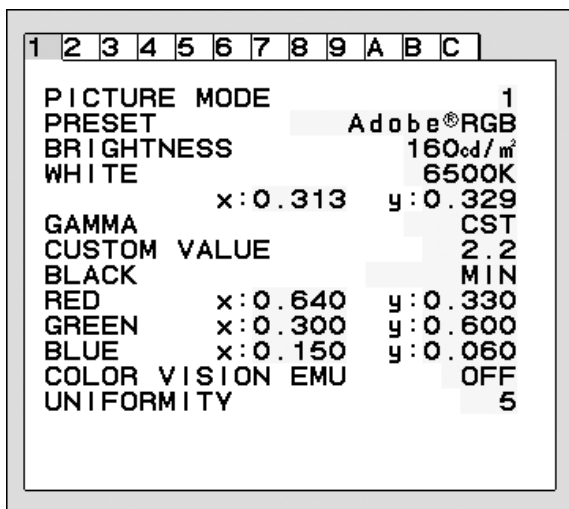 1 2 3 4 5 6 7 8 9 A B C
PICTURE MODE 1
PRESET Adobe®RGB
BRIGHTNESS 160cd/㎡
WHITE 6500K
x:0.313 y:0.329
GAMMA CST
CUSTOM VALUE 2.2
BLACK MIN
RED x:0.640 y:0.330
GREEN x:0.300 y:0.600
BLUE x:0.150 y:0.060
COLOR VISION EMU OFF
UNIFORMITY 5